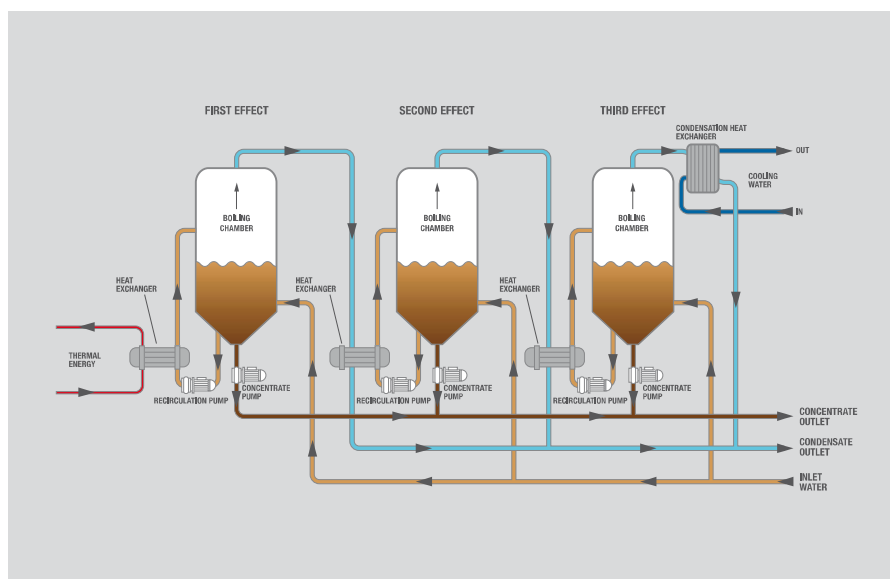 FIRST EFFECT
SECOND EFFECT
THIRD EFFECT
CONDENSATION HEAT
EXCHANGER
OUT
COOLING
WATER
IN
BOILING
CHAMBER
BOILING
CHAMBER
BOILING
CHAMBER
HEAT
EXCHANGER
HEAT
EXCHANGER
HEAT
EXCHANGER
THERMAL
ENERGY
RECIRCULATION PUMP
CONCENTRATE
PUMP
RECIRCULATION PUMP
CONCENTRATE
PUMP
RECIRCULATION PUMP
CONCENTRATE
PUMP
CONCENTRATE
OUTLET
CONDENSATE
OUTLET
INLET
WATER